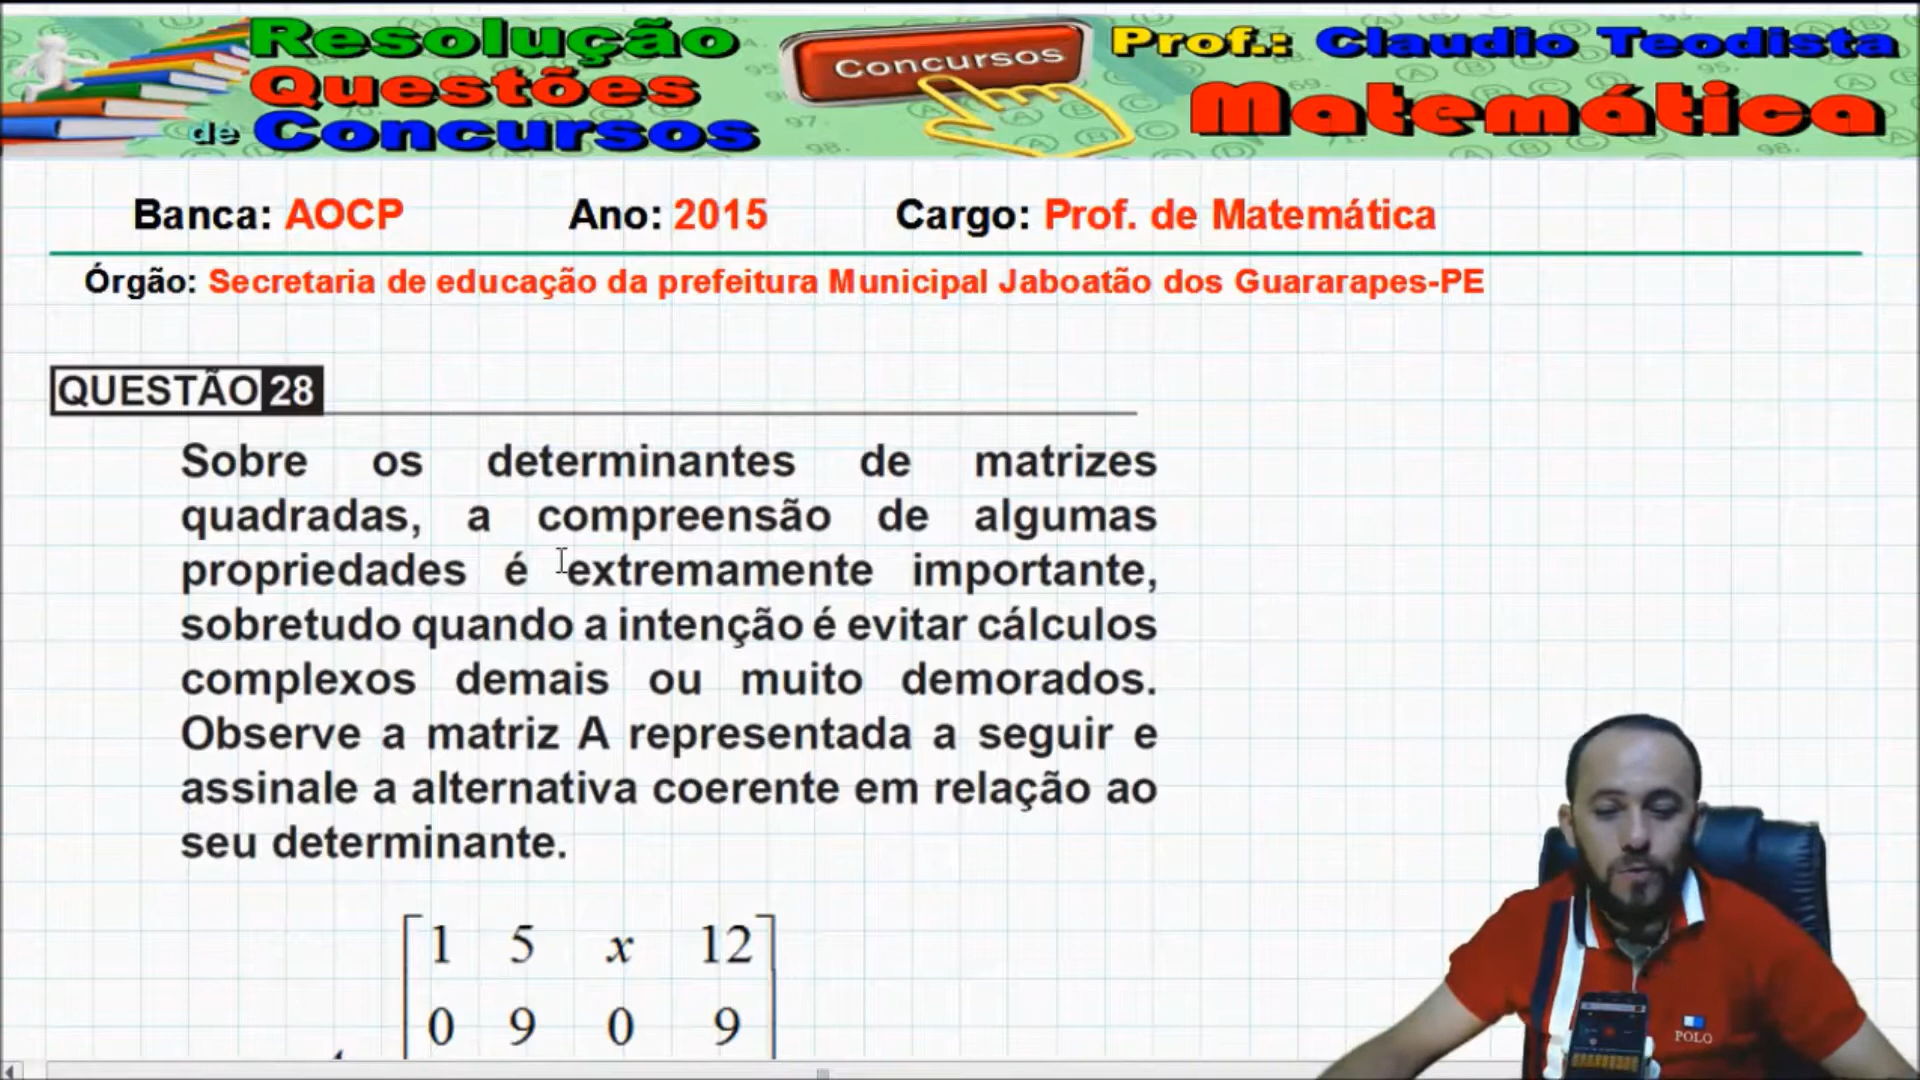 Resolução
Questões
de Concursos
Concursos
Prof.: Claudio Teodista
Matemática
Banca: AOCP Ano: 2015 Cargo: Prof. de Matemática
Órgão: Secretaria de educação da prefeitura Municipal Jaboatão dos Guararapes-PE
QUESTÃO 28
Sobre os determinantes de matrizes
quadradas, a compreensão de algumas
propriedades é extremamente importante,
sobretudo quando a intenção é evitar cálculos
complexos demais ou muito demorados.
Observe a matriz A representada a seguir e
assinale a alternativa coerente em relação ao
seu determinante.
1 5 x 12
0 9 0 9
POLO